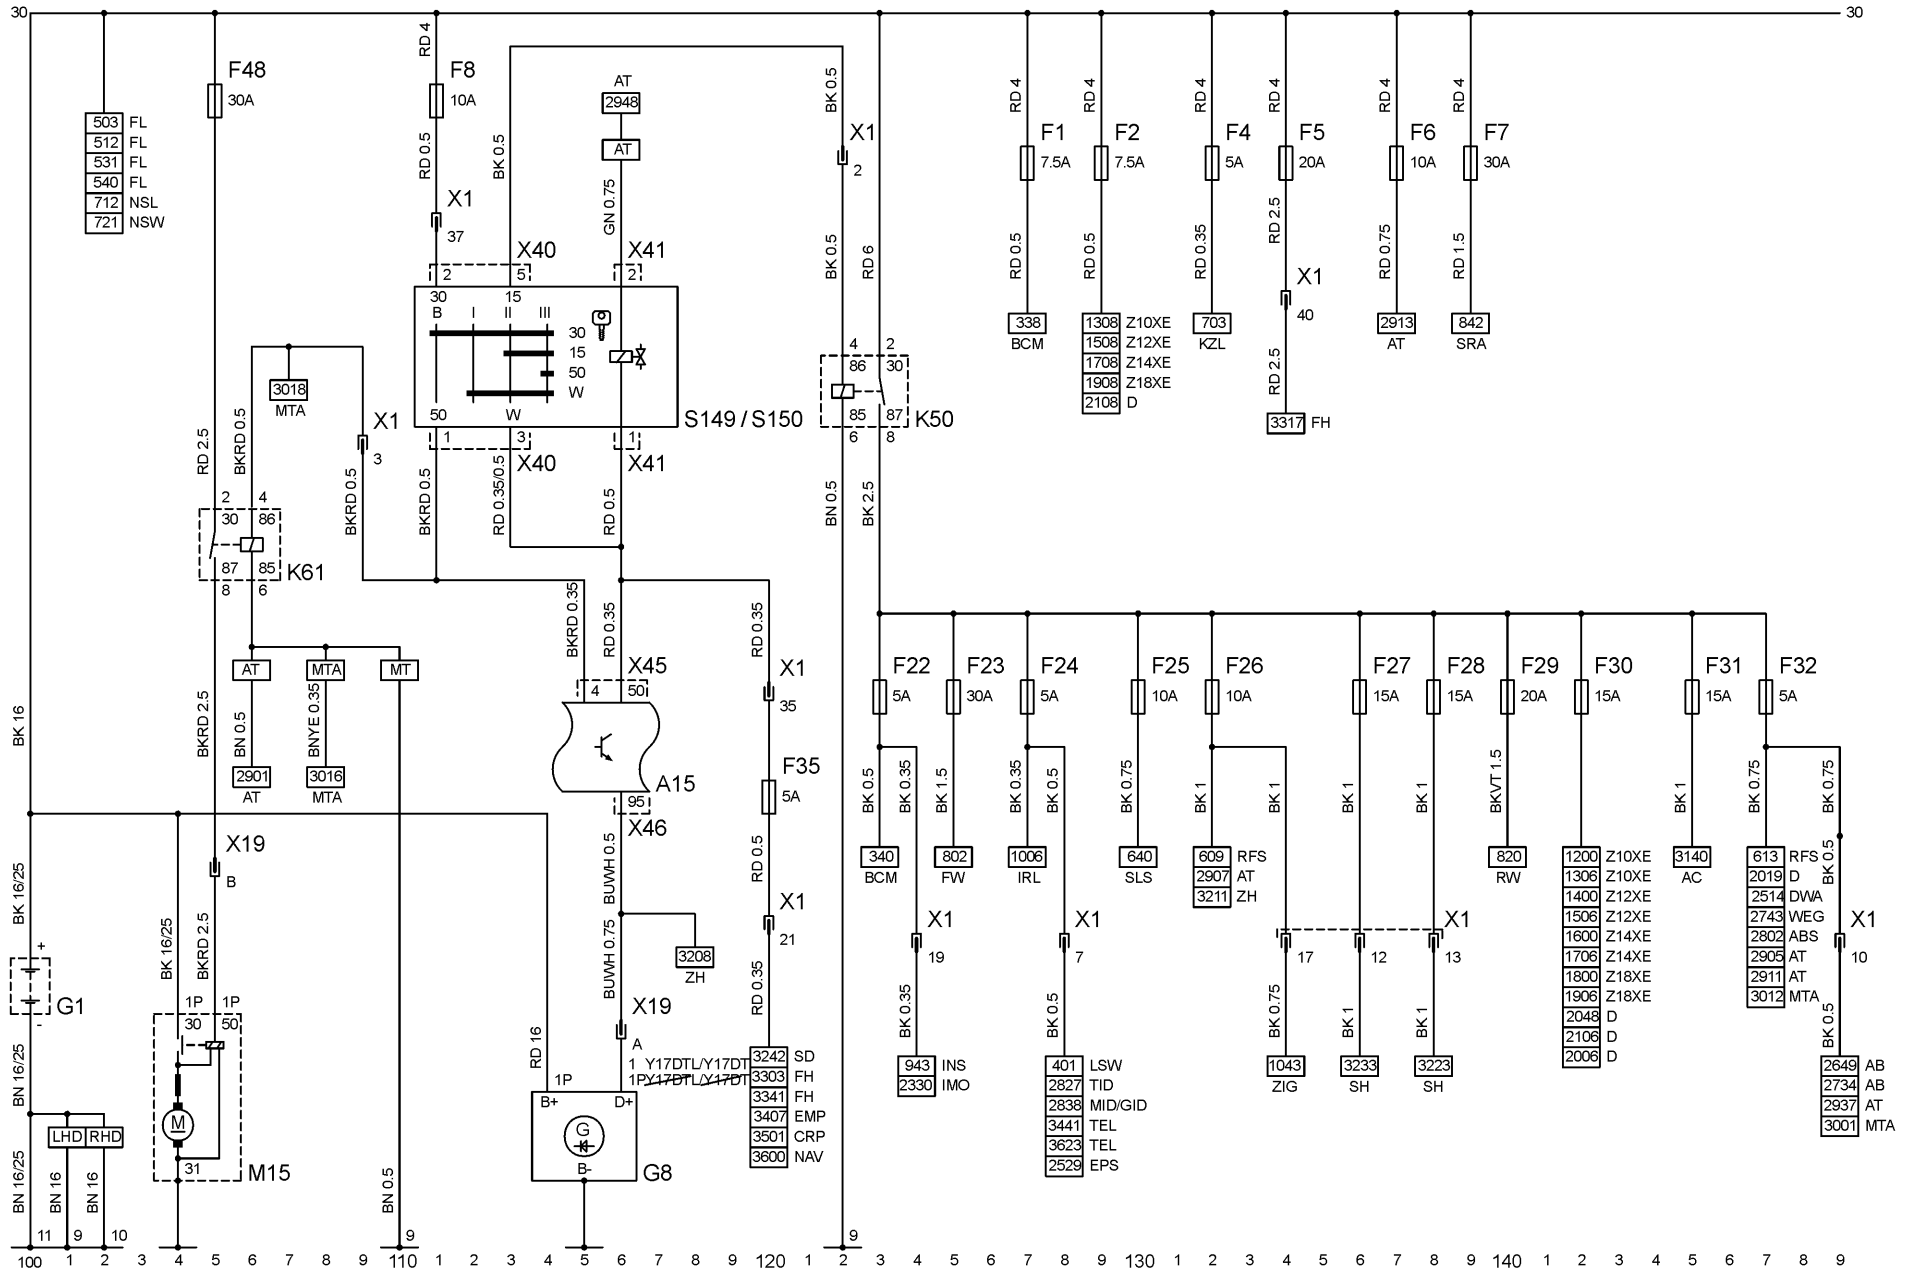 30
30
RD 4
F48
30A
F8
10A
AT
2948
AT
RD 0.5
BK 0.5
GN 0.75
X1
37
BK 0.5
X1
2
BK 0.5
RD 6
503 FL
512 FL
531 FL
540 FL
712 NSL
721 NSW
RD 4
F1
7.5A
RD 0.5
338
BCM
RD 4
F2
7.5A
RD 0.5
1308 Z10XE
1508 Z12XE
1708 Z14XE
1908 Z18XE
2108 D
RD 4
F4
5A
RD 0.35
703
KZL
RD 4
F5
20A
RD 2.5
X1
40
RD 2.5
3317 FH
RD 4
F6
10A
RD 0.75
2913
AT
RD 4
F7
30A
RD 1.5
842
SRA
X40
X41
2 5 2
30 15
B I II III
30
15
50
W
50 W
S149 / S150
1 3 1
X40
X41
4 2
86 30
85 87
K50
6 8
BN 0.5
BK 2.5
3018
MTA
X1
3
RD 2.5
BKRD 0.5
BKRD 0.5
BKRD 0.5
RD 0.35/0.5
RD 0.5
2 4
30 86
87 85
K61
8 6
AT
MTA
MT
BKRD 2.5
BN 0.5
BNYE 0.35
2901
AT
3016
MTA
BKRD 0.35
RD 0.35
RD 0.35
X45
4 50
A15
95
X46
X1
35
F35
5A
RD 0.5
X1
21
RD 0.35
BUWH 0.5
BUWH 0.75
3208
ZH
X19
A
1 Y17DTL/Y17DT
1P Y17DTL/Y17DT
3242 SD
3303 FH
3341 FH
3407 EMP
3501 CRP
3600 NAV
RD 16
1P
B+ D+
G
B-
G8
BK 16
BK 16/25
X19
B
BK 16/25
BKRD 2.5
+
G1
-
1P 1P
30 50
M
31
M15
BN 16/25
LHD RHD
BN 16/25
BN 16
BN 16
BN 0.5
F22
5A
BK 0.5
BK 0.35
340
BCM
X1
19
BK 0.35
943 INS
2330 IMO
F23
30A
BK 1.5
802
FW
F24
5A
BK 0.35
BK 0.5
1006
IRL
X1
7
BK 0.5
401 LSW
2827 TID
2838 MID/GID
3441 TEL
3623 TEL
2529 EPS
F25
10A
BK 0.75
640
SLS
F26
10A
BK 1
BK 1
609 RFS
2907 AT
3211 ZH
17
BK 0.75
1043
ZIG
F27
15A
BK 1
12
BK 1
3233
SH
F28
15A
BK 1
X1
13
BK 1
3223
SH
F29
20A
BKVT 1.5
820
RW
F30
15A
1200 Z10XE
1306 Z10XE
1400 Z12XE
1506 Z12XE
1600 Z14XE
1706 Z14XE
1800 Z18XE
1906 Z18XE
2048 D
2106 D
2006 D
F31
15A
BK 1
3140
AC
F32
5A
BK 0.75
BK 0.75
613 RFS
2019 D
2514 DWA
2743 WEG
2802 ABS
2905 AT
2911 AT
3012 MTA
BK 0.5
X1
10
BK 0.5
2649 AB
2734 AB
2937 AT
3001 MTA
11 9 10 9 9
100 1 2 3 4 5 6 7 8 9 110 1 2 3 4 5 6 7 8 9 120 1 2 3 4 5 6 7 8 9 130 1 2 3 4 5 6 7 8 9 140 1 2 3 4 5 6 7 8 9